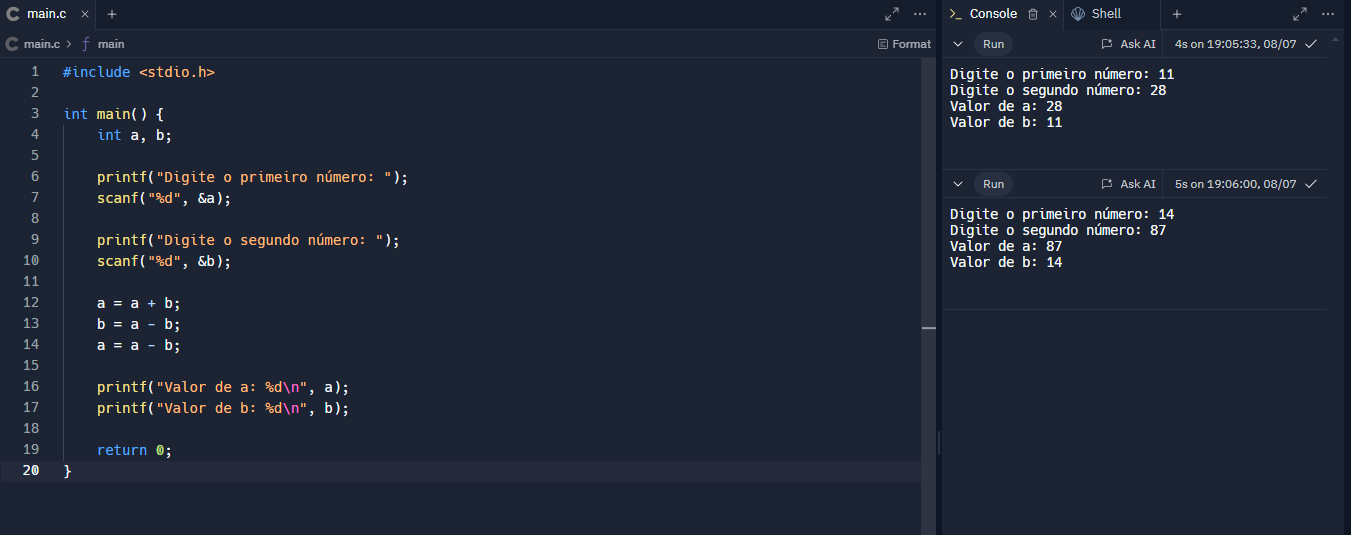 main.c
main.c > main
Format
1 #include <stdio.h>
2
3 int main() {
4     int a, b;
5
6     printf("Digite o primeiro número: ");
7     scanf("%d", &a);
8
9     printf("Digite o segundo número: ");
10     scanf("%d", &b);
11
12     a = a + b;
13     b = a - b;
14     a = a - b;
15
16     printf("Valor de a: %d\n", a);
17     printf("Valor de b: %d\n", b);
18
19     return 0;
20 }
Console
Shell
Run
Ask AI
4s on 19:05:33, 08/07
Digite o primeiro número: 11
Digite o segundo número: 28
Valor de a: 28
Valor de b: 11
Run
Ask AI
5s on 19:06:00, 08/07
Digite o primeiro número: 14
Digite o segundo número: 87
Valor de a: 87
Valor de b: 14